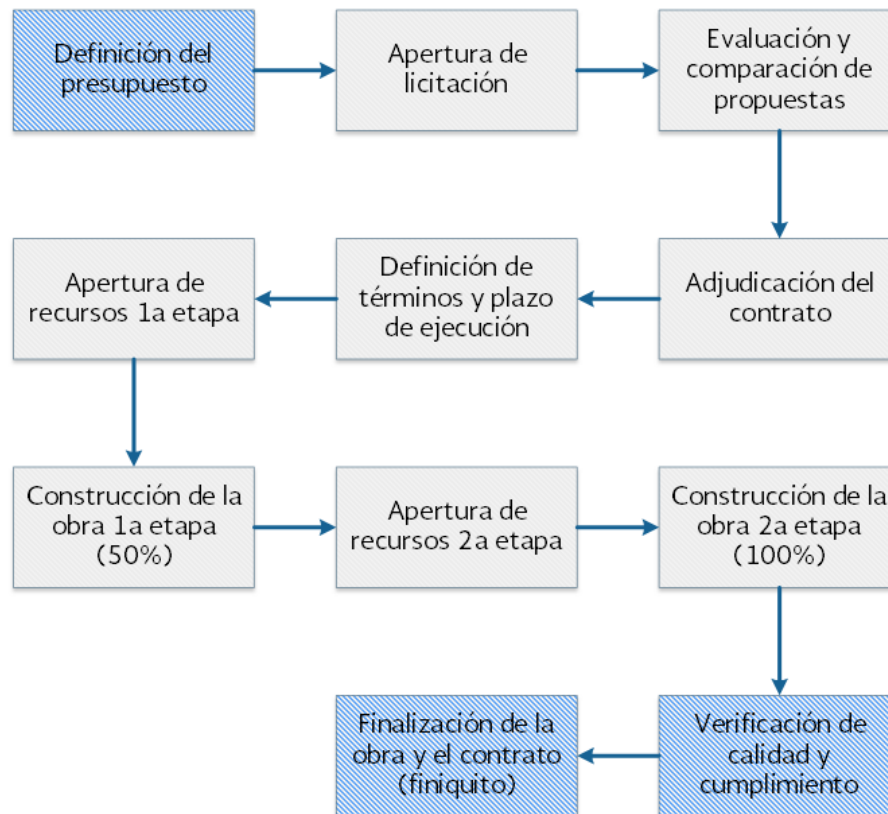 Definición del
presupuesto
Apertura de
licitación
Evaluación y
comparación de
propuestas
Adjudicación del
contrato
Definición de
términos y plazo
de ejecución
Apertura de
recursos 1a etapa
Construcción de la
obra 1a etapa
(50%)
Apertura de
recursos 2a etapa
Construcción de la
obra 2a etapa
(100%)
Verificación de
calidad y
cumplimiento
Finalización de la
obra y el contrato
(finiquito)